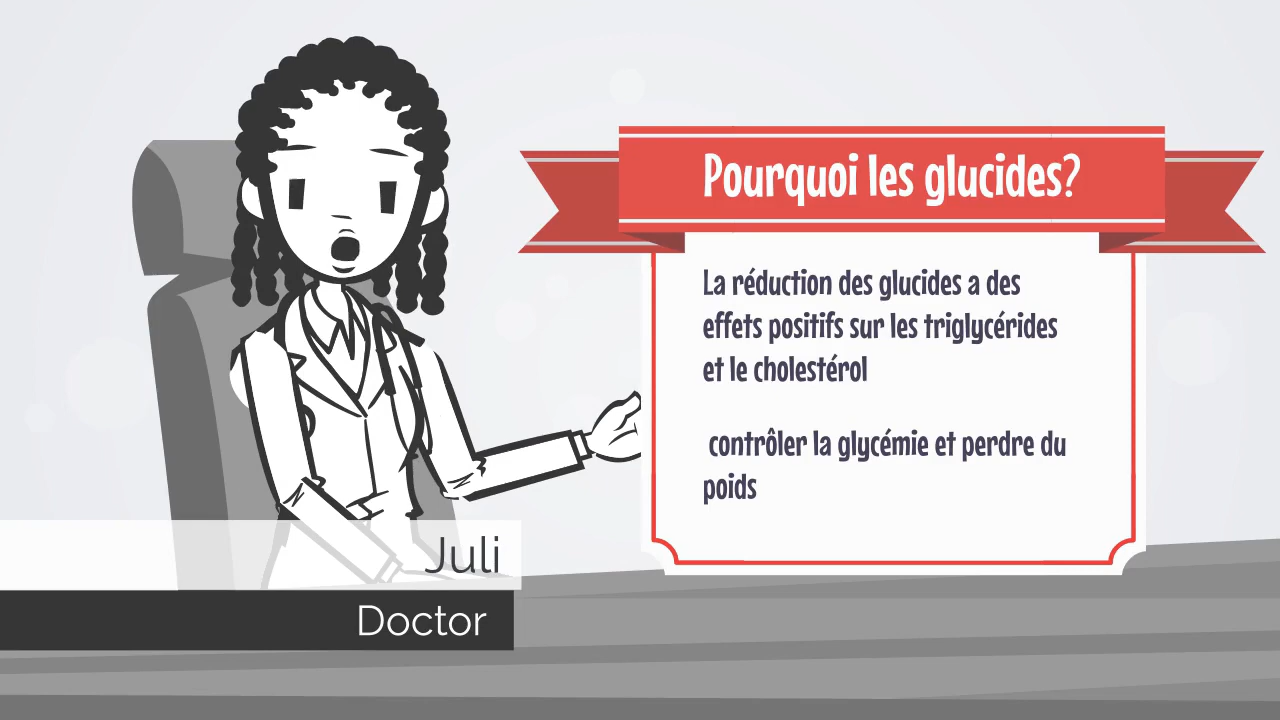 Pourquoi les glucides?
La réduction des glucides a des
effets positifs sur les triglycérides
et le cholestérol
contrôler la glycémie et perdre du
poids
Juli
Doctor